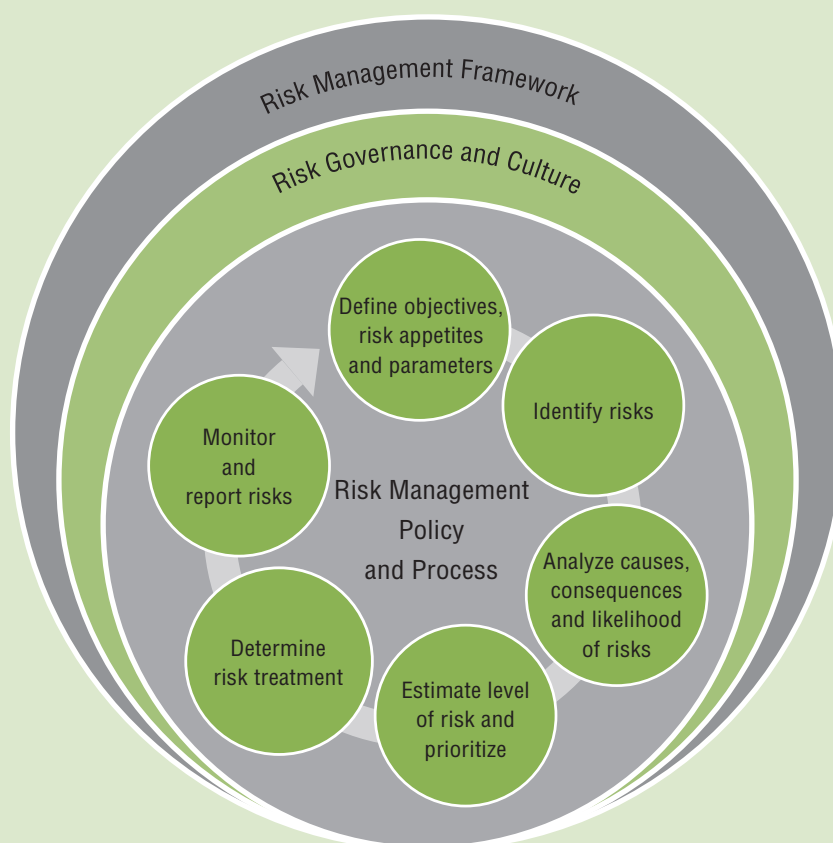 Risk Management Framework
Risk Governance and Culture
Define objectives,
risk appetites
and parameters
Identify risks
Analyze causes,
consequences
and likelihood
of risks
Estimate level
of risk and
prioritize
Determine
risk treatment
Monitor
and
report risks
Risk Management
Policy
and Process